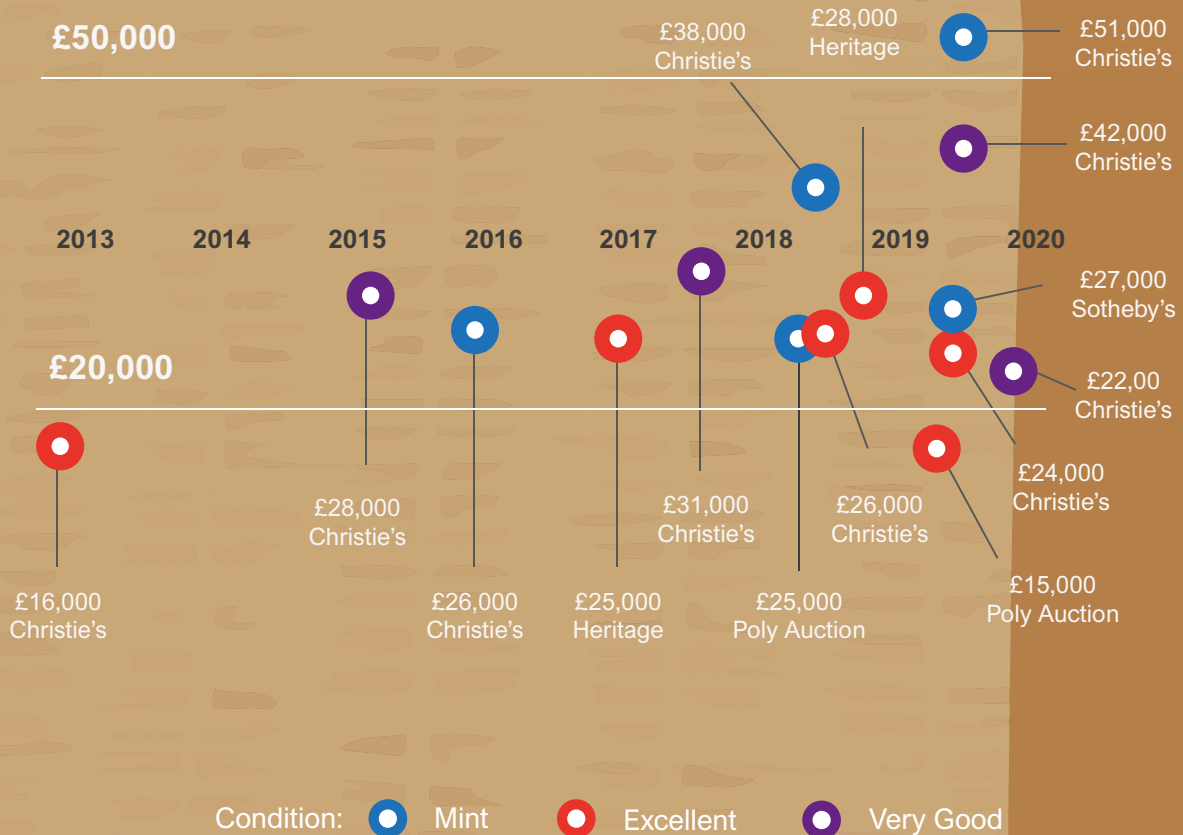 £50,000
£38,000
Christie’s
£28,000
Heritage
£51,000
Christie’s
£42,000
Christie’s
2013
2014
2015
2016
2017
2018
2019
2020
£27,000
Sotheby’s
£20,000
£22,00
Christie’s
£28,000
Christie’s
£31,000
Christie’s
£26,000
Christie’s
£24,000
Christie’s
£16,000
Christie’s
£26,000
Christie’s
£25,000
Heritage
£25,000
Poly Auction
£15,000
Poly Auction
Condition: Mint Excellent Very Good